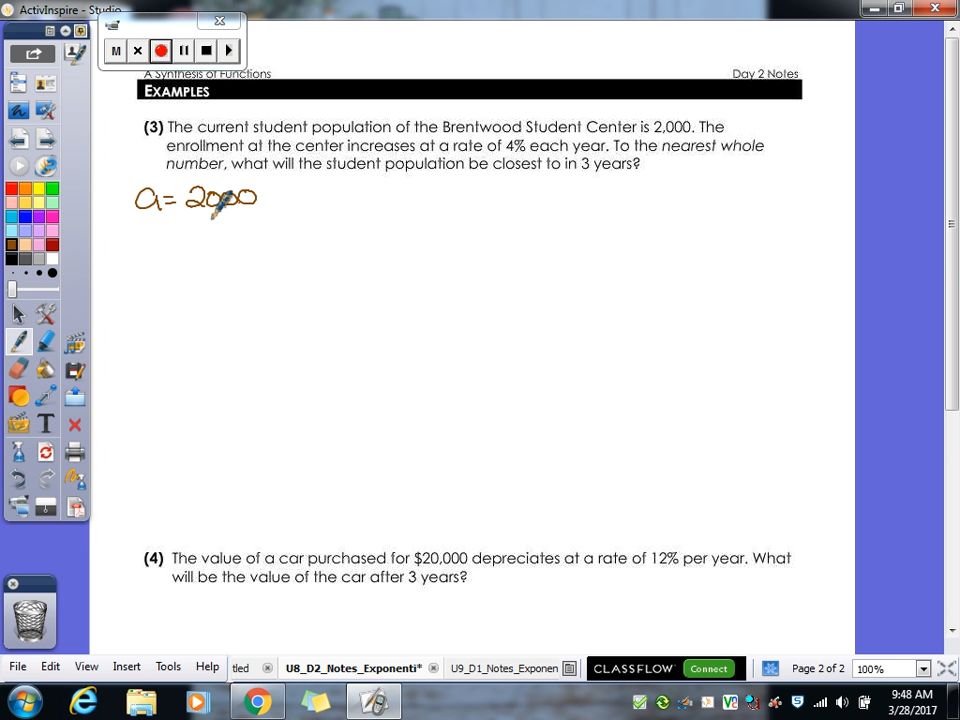 ActivInspire - Studio
M
A Synthesis of Functions
Day 2 Notes
EXAMPLES
(3) The current student population of the Brentwood Student Center is 2,000. The
enrollment at the center increases at a rate of 4% each year. To the nearest whole
number, what will the student population be closest to in 3 years?
a = 2000
(4) The value of a car purchased for $20,000 depreciates at a rate of 12% per year. What
will be the value of the car after 3 years?
File Edit View Insert Tools Help
tled
U8_D2_Notes_Exponenti*
U9_D1_Notes_Exponen
CLASSFLOW
Connect
Page 2 of 2
100%
9:48 AM
3/28/2017